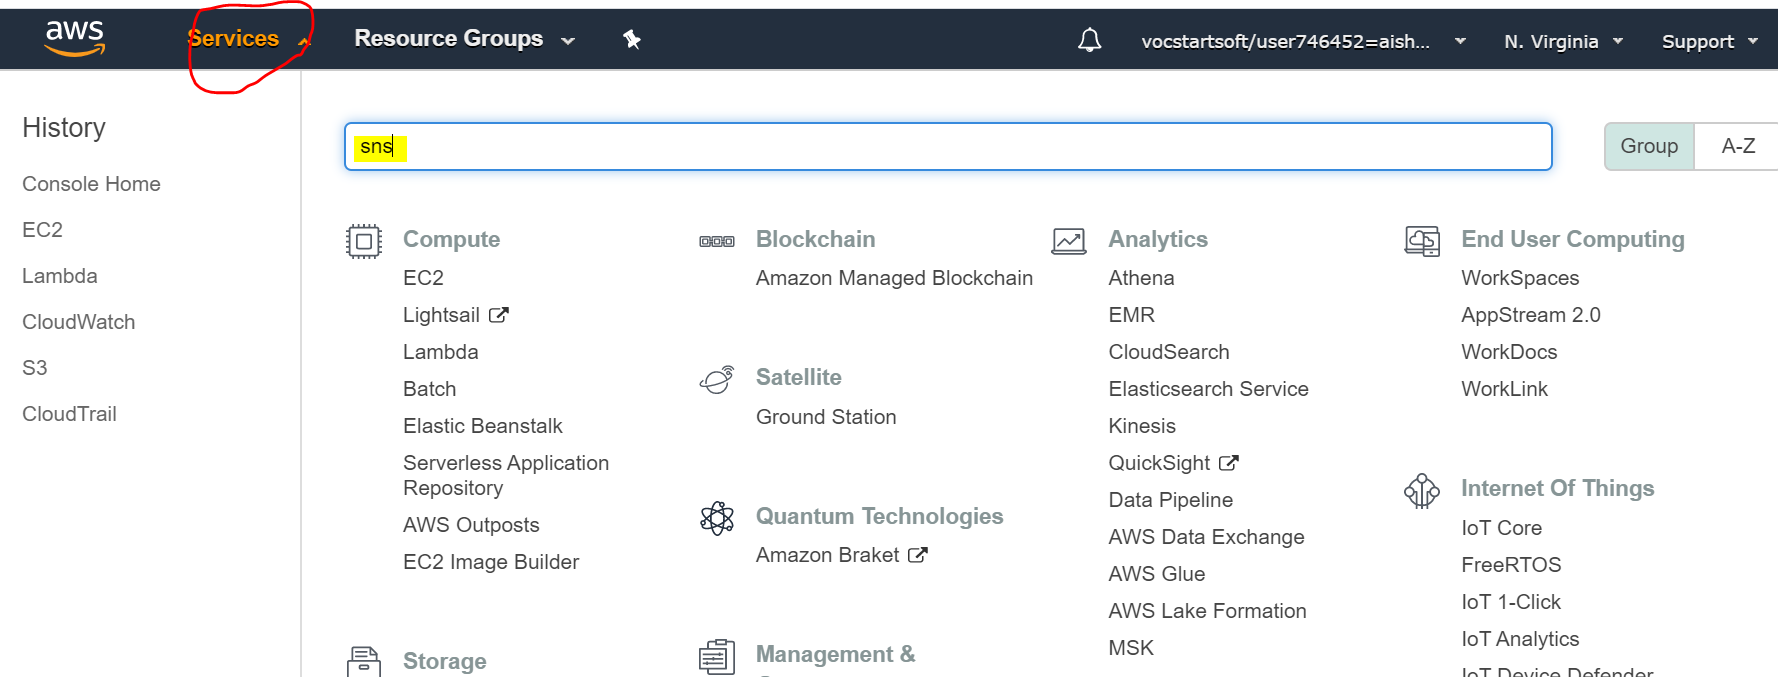 aws Services Resource Groups vocstartsoft/user746452=aish... N. Virginia Support
History
Console Home
EC2
Lambda
CloudWatch
S3
CloudTrail
sns
Group A-Z
Compute
EC2
Lightsail
Lambda
Batch
Elastic Beanstalk
Serverless Application
Repository
AWS Outposts
EC2 Image Builder
Storage
Blockchain
Amazon Managed Blockchain
Satellite
Ground Station
Quantum Technologies
Amazon Braket
Management &
Analytics
Athena
EMR
CloudSearch
Elasticsearch Service
Kinesis
QuickSight
Data Pipeline
AWS Data Exchange
AWS Glue
AWS Lake Formation
MSK
End User Computing
WorkSpaces
AppStream 2.0
WorkDocs
WorkLink
Internet Of Things
IoT Core
FreeRTOS
IoT 1-Click
IoT Analytics
IoT Device Defender